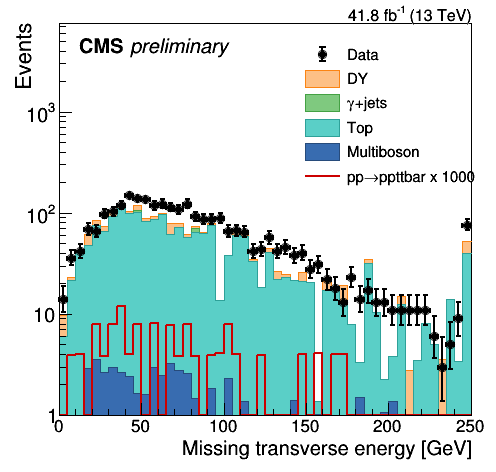 41.8 fb⁻¹ (13 TeV)
CMS preliminary
Events
Data
DY
γ+jets
Top
Multiboson
pp→ppttbar x 1000
10³
10²
10
1
0 50 100 150 200 250
Missing transverse energy [GeV]